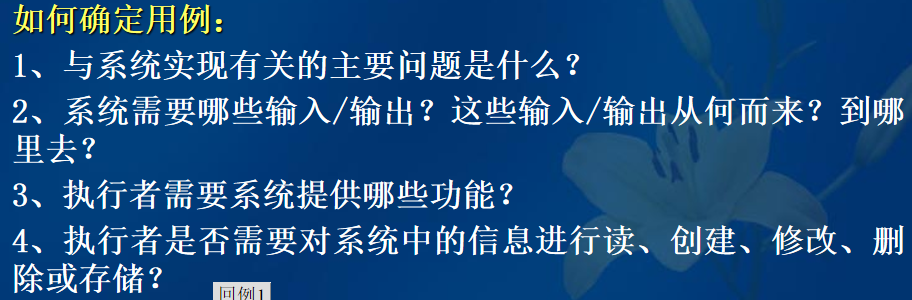 如何确定用例：
1、与系统实现有关的主要问题是什么？
2、系统需要哪些输入/输出？这些输入/输出从何而来？到哪
里去？
3、执行者需要系统提供哪些功能？
4、执行者是否需要对系统中的信息进行读、创建、修改、删
除或存储？
回例1